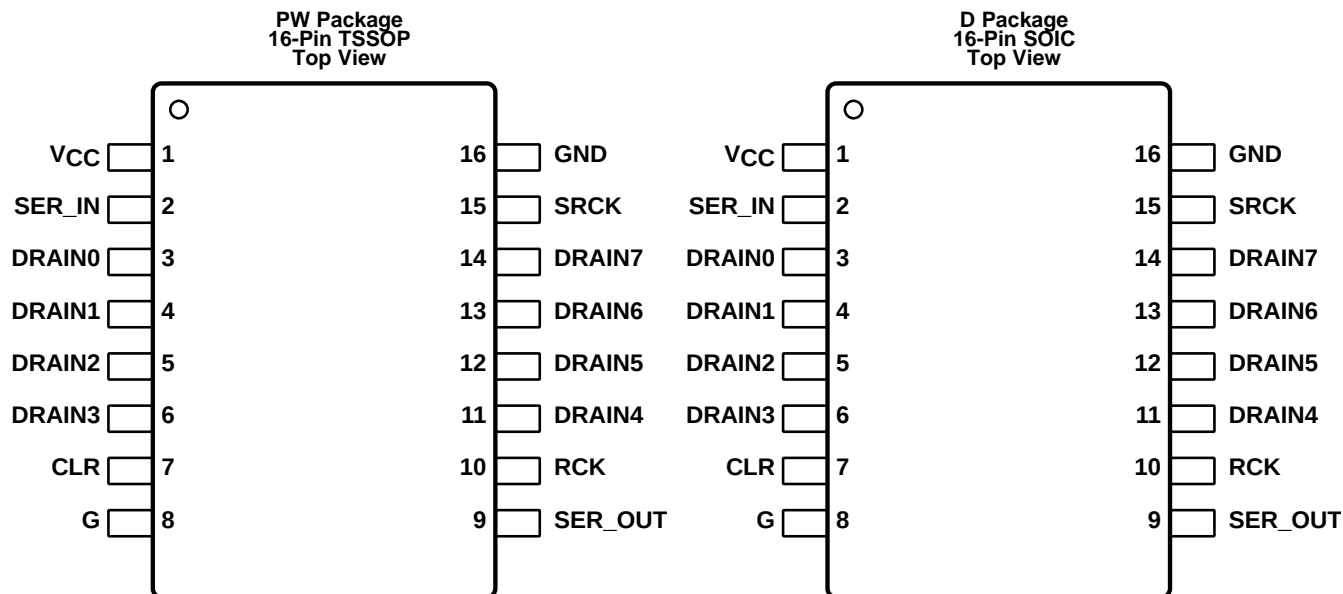 PW Package
16-Pin TSSOP
Top View
VCC 1 16 GND
SER_IN 2 15 SRCK
DRAIN0 3 14 DRAIN7
DRAIN1 4 13 DRAIN6
DRAIN2 5 12 DRAIN5
DRAIN3 6 11 DRAIN4
CLR 7 10 RCK
G 8 9 SER_OUT
D Package
16-Pin SOIC
Top View
VCC 1 16 GND
SER_IN 2 15 SRCK
DRAIN0 3 14 DRAIN7
DRAIN1 4 13 DRAIN6
DRAIN2 5 12 DRAIN5
DRAIN3 6 11 DRAIN4
CLR 7 10 RCK
G 8 9 SER_OUT